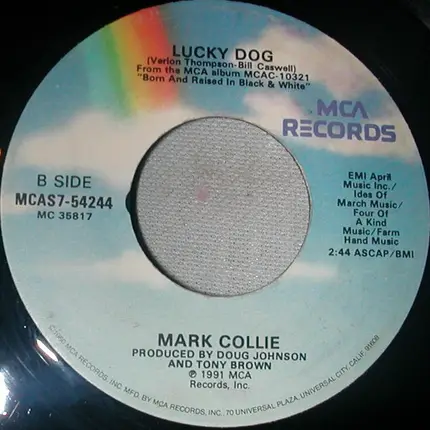 LUCKY DOG
(Verlon Thompson-Bill Caswell)
From the MCA album MCAC-10321
"Born And Raised In Black & White"
MCA
RECORDS
B SIDE
MCAS7-54244
MC 35817
EMI April
Music Inc./
Ides Of
March Music/
Four Of
A Kind
Music/Farm
Hand Music
2:44 ASCAP/BMI
MARK COLLIE
PRODUCED BY DOUG JOHNSON
AND TONY BROWN
℗ 1991 MCA
Records, Inc.
©1990 MCA RECORDS, INC. MFD. BY MCA RECORDS, INC. 70 UNIVERSAL PLAZA, UNIVERSAL CITY, CALIF. 91608